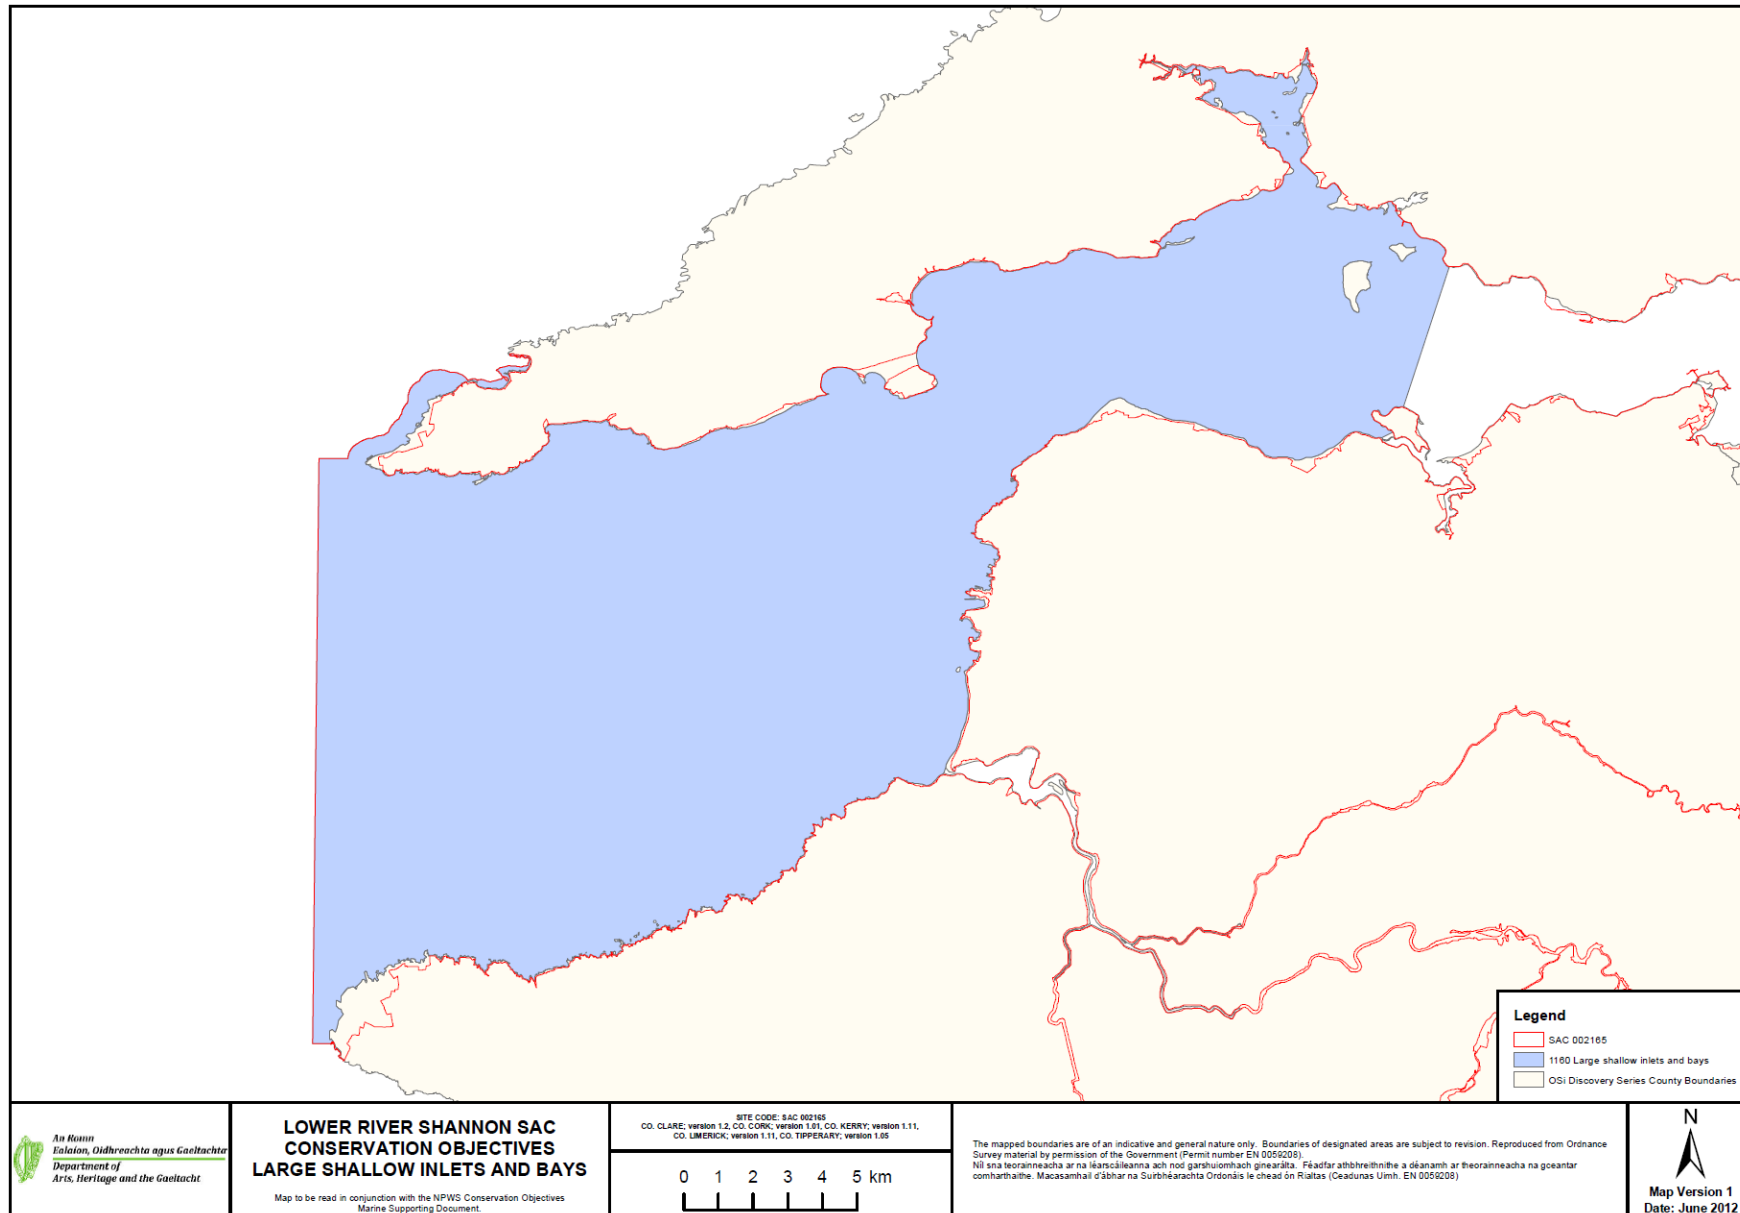 Legend
SAC 002165
1160 Large shallow inlets and bays
OSi Discovery Series County Boundaries
An Roinn
Ealaíon, Oidhreachta agus Gaeltachta
Department of
Arts, Heritage and the Gaeltacht
LOWER RIVER SHANNON SAC
CONSERVATION OBJECTIVES
LARGE SHALLOW INLETS AND BAYS
Map to be read in conjunction with the NPWS Conservation Objectives
Marine Supporting Document.
SITE CODE: SAC 002165
CO. CLARE; version 1.2, CO. CORK; version 1.01, CO. KERRY; version 1.11,
CO. LIMERICK; version 1.11, CO. TIPPERARY; version 1.05
0 1 2 3 4 5 km
The mapped boundaries are of an indicative and general nature only. Boundaries of designated areas are subject to revision. Reproduced from Ordnance
Survey material by permission of the Government (Permit number EN 0059208).
Níl sna teorainneacha ar na léarscáileanna ach nod garshuíomhach ginearálta. Féadfar athbhreithnithe a déanamh ar theorainneacha na gceantar
comharthaithe. Macasamhail d'ábhar na Suirbhéarachta Ordonáis le chead ón Rialtas (Ceadunas Uimh. EN 0059208)
N
Map Version 1
Date: June 2012